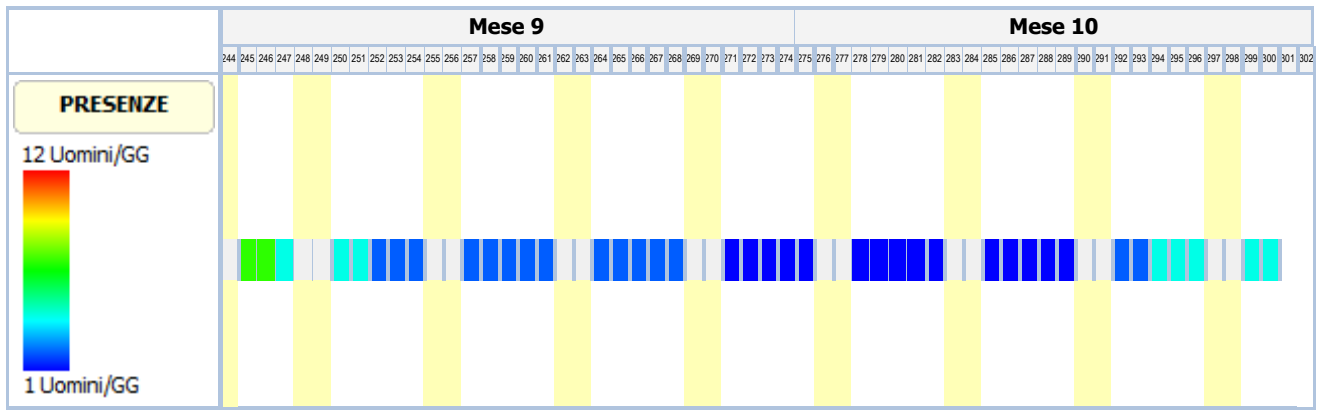 Mese 9 Mese 10
244 245 246 247 248 249 250 251 252 253 254 255 256 257 258 259 260 261 262 263 264 265 266 267 268 269 270 271 272 273 274 275 276 277 278 279 280 281 282 283 284 285 286 287 288 289 290 291 292 293 294 295 296 297 298 299 300 301 302
PRESENZE
12 Uomini/GG
1 Uomini/GG